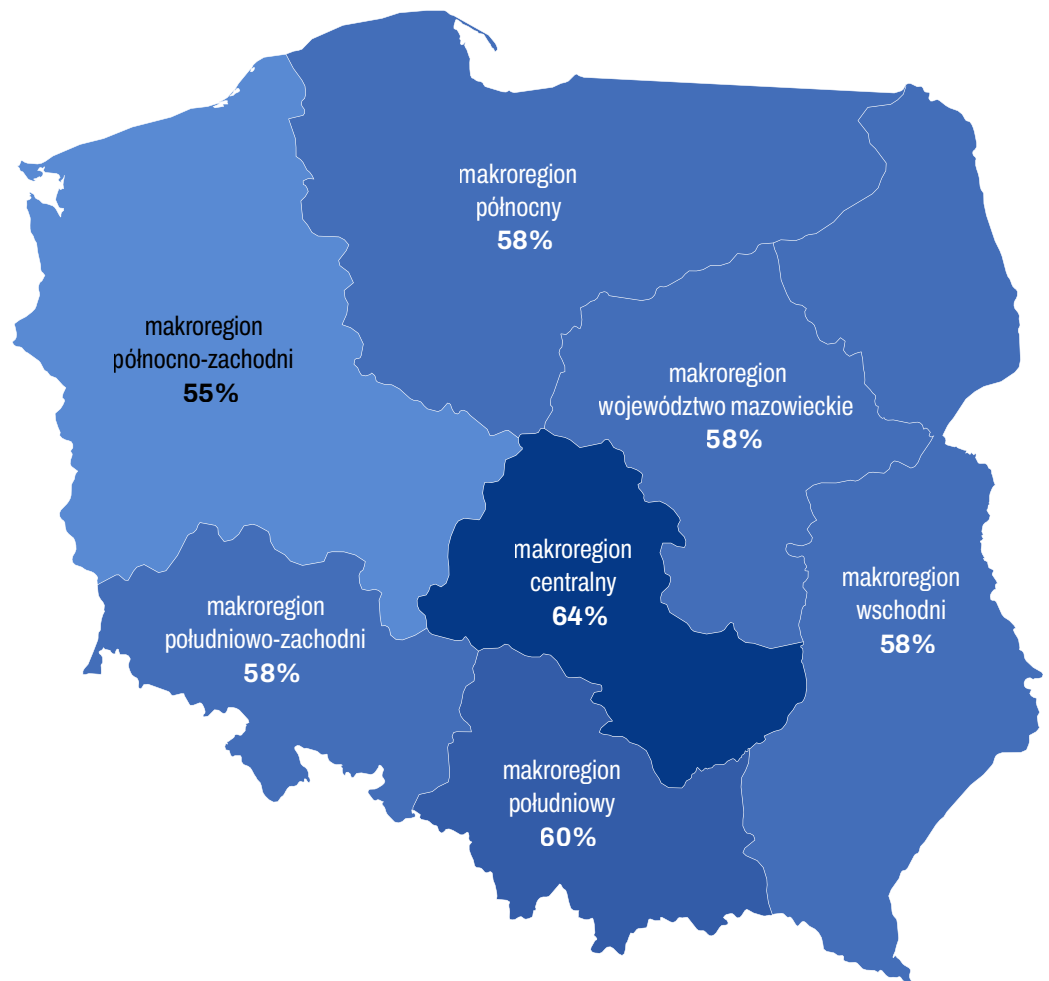 makroregion
północny
58%
makroregion
północno-zachodni
55%
makroregion
województwo mazowieckie
58%
makroregion
centralny
64%
makroregion
wschodni
58%
makroregion
południowo-zachodni
58%
makroregion
południowy
60%